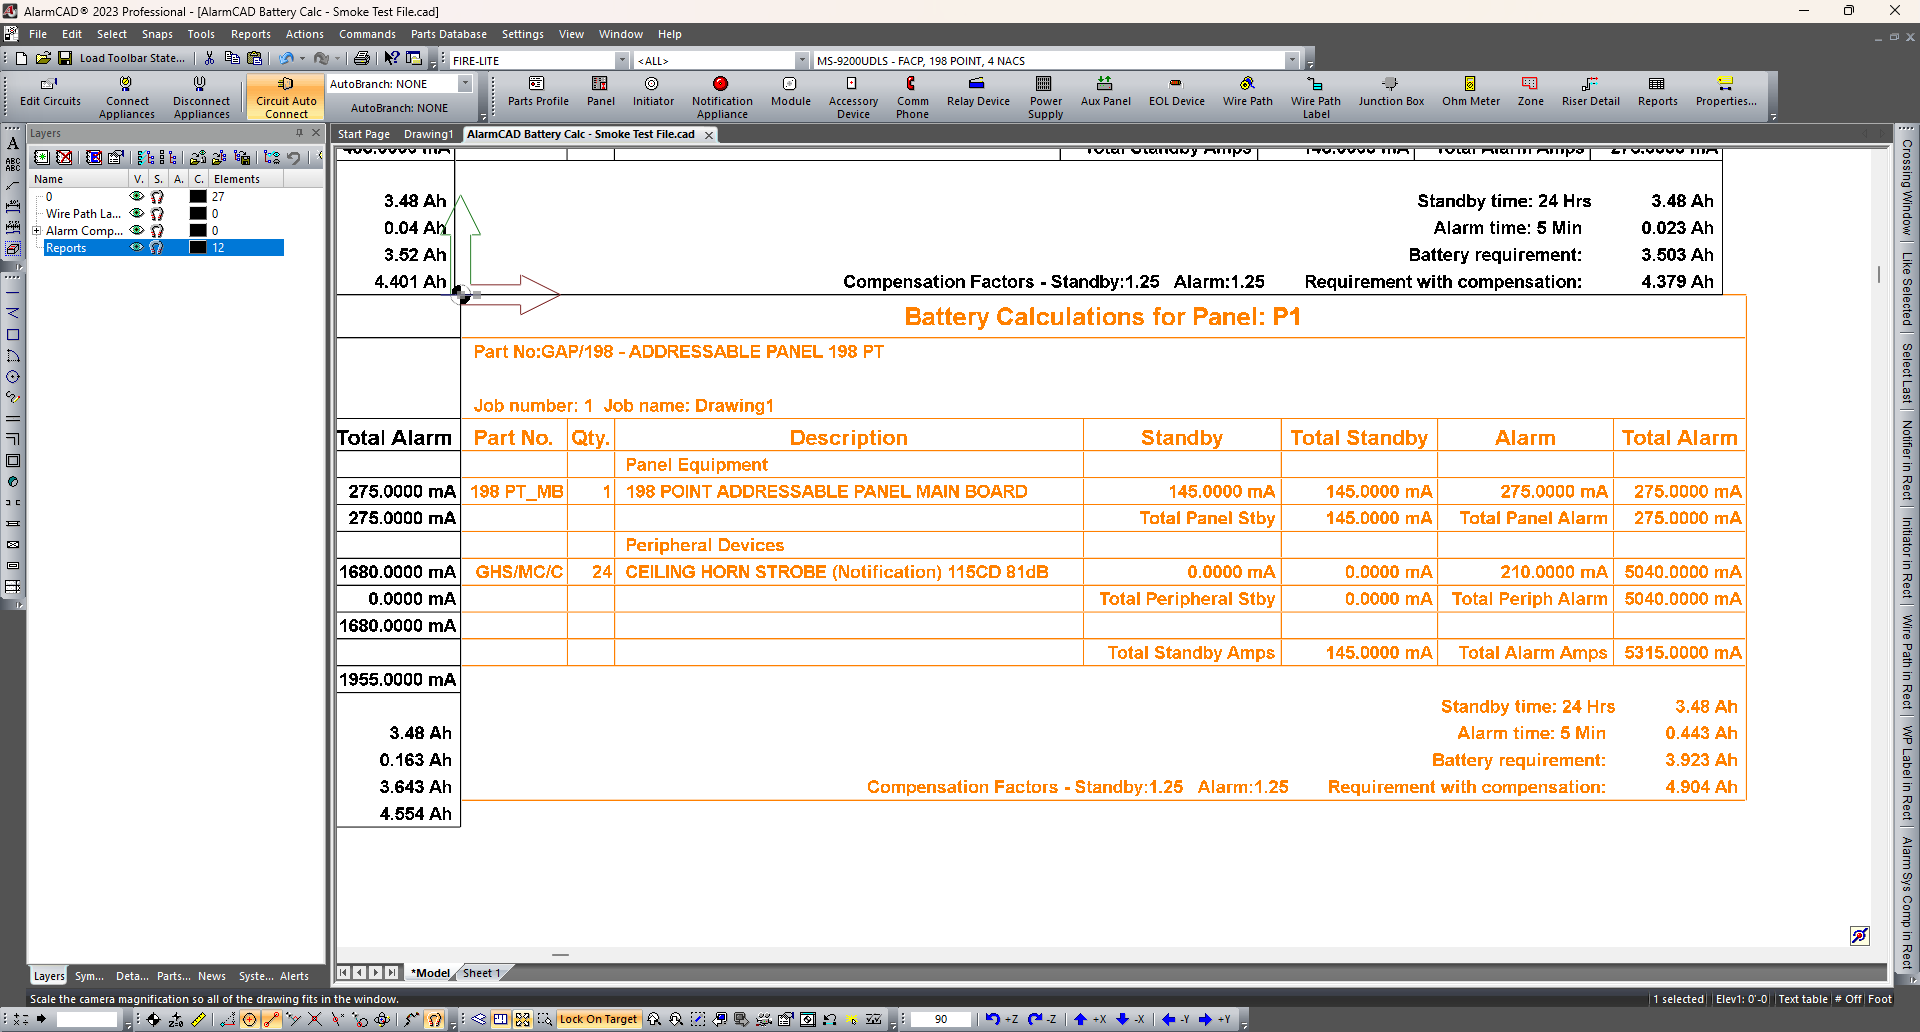 AlarmCAD® 2023 Professional - [AlarmCAD Battery Calc - Smoke Test File.cad]
File Edit Select Snaps Tools Reports Actions Commands Parts Database Settings View Window Help
Load Toolbar State... FIRE-LITE <ALL> MS-9200UDLS - FACP, 198 POINT, 4 NACS
Edit Circuits Connect Appliances Disconnect Appliances Circuit Auto Connect AutoBranch: NONE AutoBranch: NONE Parts Profile Panel Initiator Notification Appliance Module Accessory Device Comm Phone Relay Device Power Supply Aux Panel EOL Device Wire Path Wire Path Label Junction Box Ohm Meter Zone Riser Detail Reports Properties...
Layers
Start Page Drawing1 AlarmCAD Battery Calc - Smoke Test File.cad
Name V. S. A. C. Elements
0 27
Wire Path La... 0
Alarm Comp... 0
Reports 12
Total Standby Amps Total Alarm Amps
3.48 Ah Standby time: 24 Hrs 3.48 Ah
0.04 Ah Alarm time: 5 Min 0.023 Ah
3.52 Ah Battery requirement: 3.503 Ah
4.401 Ah Compensation Factors - Standby:1.25 Alarm:1.25 Requirement with compensation: 4.379 Ah
Battery Calculations for Panel: P1
Part No:GAP/198 - ADDRESSABLE PANEL 198 PT
Job number: 1 Job name: Drawing1
Total Alarm Part No. Qty. Description Standby Total Standby Alarm Total Alarm
Panel Equipment
275.0000 mA 198 PT_MB 1 198 POINT ADDRESSABLE PANEL MAIN BOARD 145.0000 mA 145.0000 mA 275.0000 mA 275.0000 mA
275.0000 mA Total Panel Stby 145.0000 mA Total Panel Alarm 275.0000 mA
Peripheral Devices
1680.0000 mA GHS/MC/C 24 CEILING HORN STROBE (Notification) 115CD 81dB 0.0000 mA 0.0000 mA 210.0000 mA 5040.0000 mA
0.0000 mA Total Peripheral Stby 0.0000 mA Total Periph Alarm 5040.0000 mA
1680.0000 mA
Total Standby Amps 145.0000 mA Total Alarm Amps 5315.0000 mA
1955.0000 mA
Standby time: 24 Hrs 3.48 Ah
3.48 Ah Alarm time: 5 Min 0.443 Ah
0.163 Ah Battery requirement: 3.923 Ah
3.643 Ah Compensation Factors - Standby:1.25 Alarm:1.25 Requirement with compensation: 4.904 Ah
4.554 Ah
Crossing Window
Like Selected
Select Last
Notifier in Rect
Initiator in Rect
Wire Path in Rect
WP Label in Rect
Alarm Sys Comp in Rect
Layers Sym... Deta... Parts... News Syste... Alerts
*Model Sheet 1
Scale the camera magnification so all of the drawing fits in the window. 1 selected Elev1: 0'-0 Text table # Off Foot
Lock On Target 90 +Z -Z +X -X -Y +Y